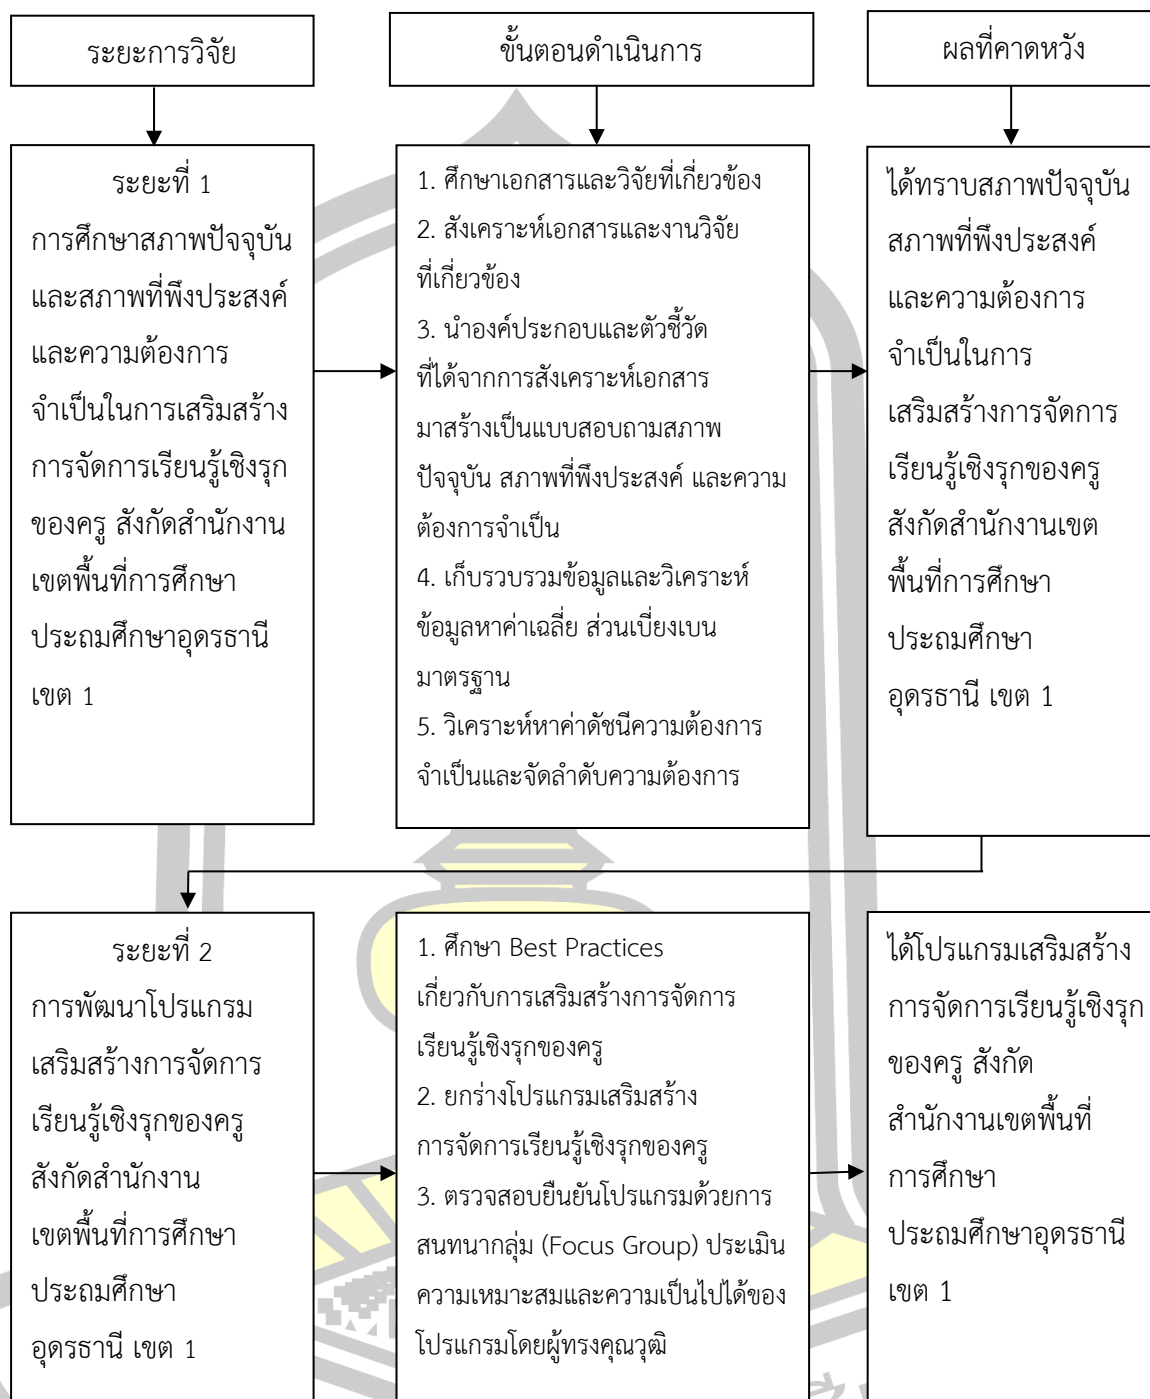 ระยะการวิจัย
ขั้นตอนดำเนินการ
ผลที่คาดหวัง
ระยะที่ 1
การศึกษาสภาพปัจจุบัน
และสภาพที่พึงประสงค์
และความต้องการ
จำเป็นในการเสริมสร้าง
การจัดการเรียนรู้เชิงรุก
ของครู สังกัดสำนักงาน
เขตพื้นที่การศึกษา
ประถมศึกษาอุดรธานี
เขต 1
1. ศึกษาเอกสารและวิจัยที่เกี่ยวข้อง
2. สังเคราะห์เอกสารและงานวิจัย
ที่เกี่ยวข้อง
3. นำองค์ประกอบและตัวชี้วัด
ที่ได้จากการสังเคราะห์เอกสาร
มาสร้างเป็นแบบสอบถามสภาพ
ปัจจุบัน สภาพที่พึงประสงค์ และความ
ต้องการจำเป็น
4. เก็บรวบรวมข้อมูลและวิเคราะห์
ข้อมูลหาค่าเฉลี่ย ส่วนเบี่ยงเบน
มาตรฐาน
5. วิเคราะห์หาค่าดัชนีความต้องการ
จำเป็นและจัดลำดับความต้องการ
ได้ทราบสภาพปัจจุบัน
สภาพที่พึงประสงค์
และความต้องการ
จำเป็นในการ
เสริมสร้างการจัดการ
เรียนรู้เชิงรุกของครู
สังกัดสำนักงานเขต
พื้นที่การศึกษา
ประถมศึกษา
อุดรธานี เขต 1
ระยะที่ 2
การพัฒนาโปรแกรม
เสริมสร้างการจัดการ
เรียนรู้เชิงรุกของครู
สังกัดสำนักงาน
เขตพื้นที่การศึกษา
ประถมศึกษา
อุดรธานี เขต 1
1. ศึกษา Best Practices
เกี่ยวกับการเสริมสร้างการจัดการ
เรียนรู้เชิงรุกของครู
2. ยกร่างโปรแกรมเสริมสร้าง
การจัดการเรียนรู้เชิงรุกของครู
3. ตรวจสอบยืนยันโปรแกรมด้วยการ
สนทนากลุ่ม (Focus Group) ประเมิน
ความเหมาะสมและความเป็นไปได้ของ
โปรแกรมโดยผู้ทรงคุณวุฒิ
ได้โปรแกรมเสริมสร้าง
การจัดการเรียนรู้เชิงรุก
ของครู สังกัด
สำนักงานเขตพื้นที่
การศึกษา
ประถมศึกษาอุดรธานี
เขต 1